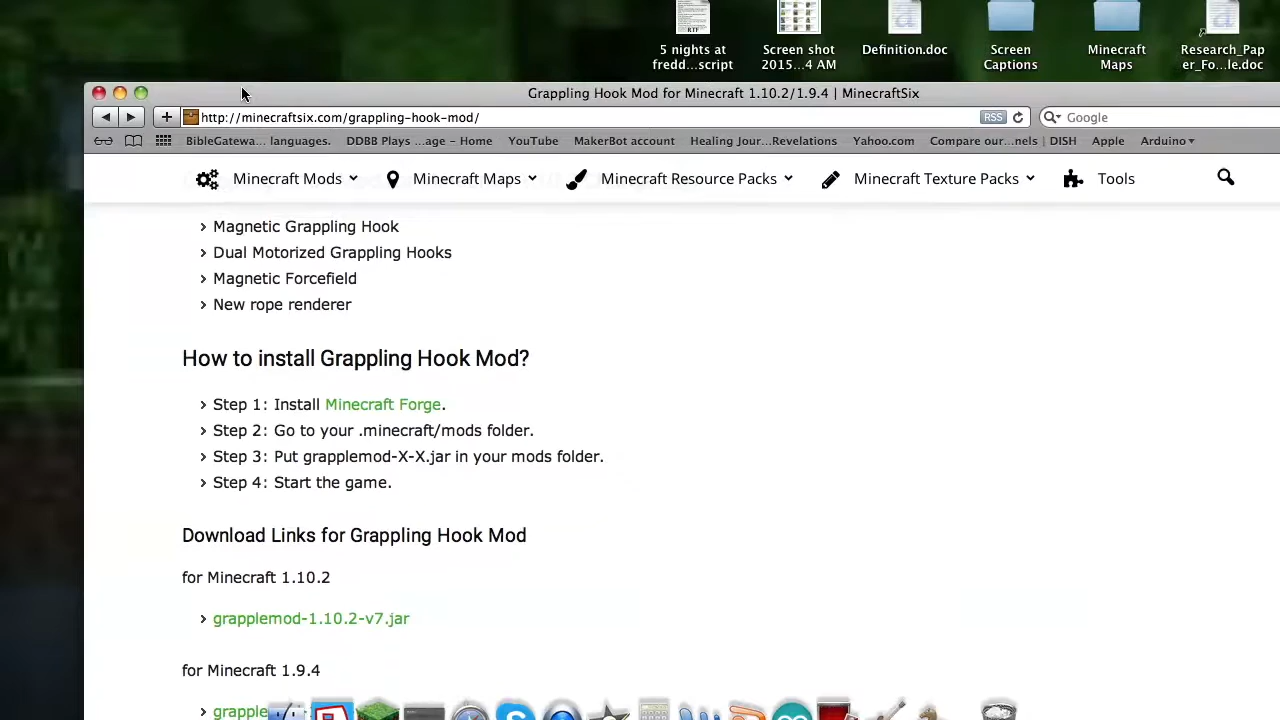 5 nights at
fredd...script
Screen shot
2015...4 AM
Definition.doc
Screen
Captions
Minecraft
Maps
Research_Pap
er_Fo...le.doc
RTF
Grappling Hook Mod for Minecraft 1.10.2/1.9.4 | MinecraftSix
http://minecraftsix.com/grappling-hook-mod/
RSS
Google
BibleGatewa... languages.
DDBB Plays ...age - Home
YouTube
MakerBot account
Healing Jour...Revelations
Yahoo.com
Compare our...nels | DISH
Apple
Arduino
Minecraft Mods
Minecraft Maps
Minecraft Resource Packs
Minecraft Texture Packs
Tools
Magnetic Grappling Hook
Dual Motorized Grappling Hooks
Magnetic Forcefield
New rope renderer
How to install Grappling Hook Mod?
Step 1: Install Minecraft Forge.
Step 2: Go to your .minecraft/mods folder.
Step 3: Put grapplemod-X-X.jar in your mods folder.
Step 4: Start the game.
Download Links for Grappling Hook Mod
for Minecraft 1.10.2
grapplemod-1.10.2-v7.jar
for Minecraft 1.9.4
grapple